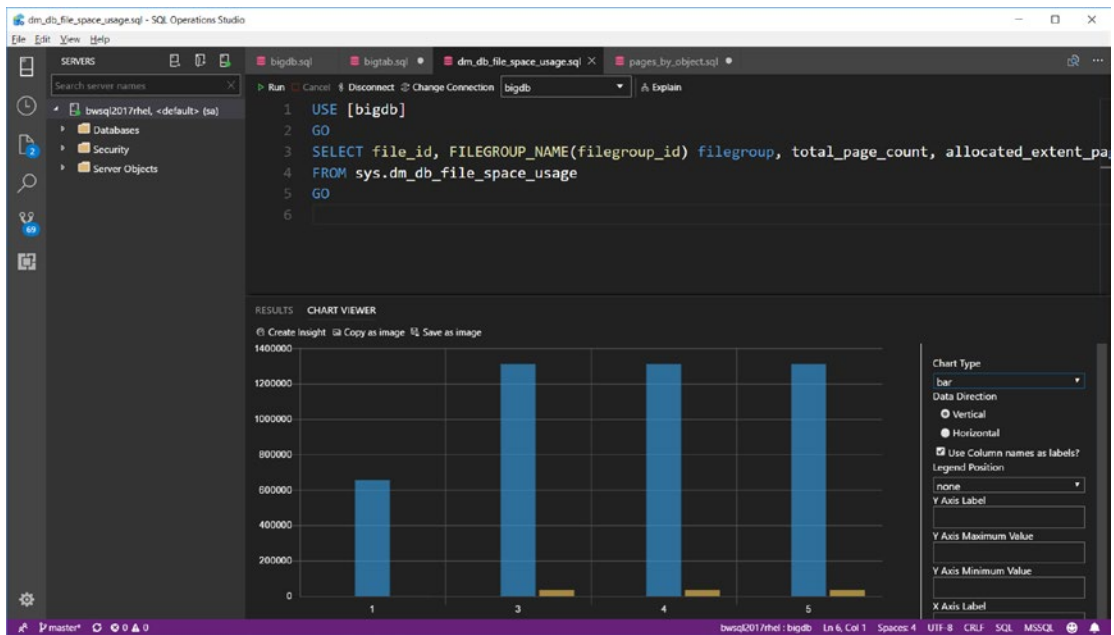 dm_db_file_space_usage.sql - SQL Operations Studio
File Edit View Help
SERVERS
Search server names
bwsql2017rhel, <default> (sa)
Databases
Security
Server Objects
2
69
bigdb.sql bigtab.sql dm_db_file_space_usage.sql pages_by_object.sql
Run Cancel Disconnect Change Connection bigdb Explain
1 USE [bigdb]
2 GO
3 SELECT file_id, FILEGROUP_NAME(filegroup_id) filegroup, total_page_count, allocated_extent_pa
4 FROM sys.dm_db_file_space_usage
5 GO
6
RESULTS CHART VIEWER
Create Insight Copy as image Save as image
1400000
1200000
1000000
800000
600000
400000
200000
0
1 3 4 5
Chart Type
bar
Data Direction
Vertical
Horizontal
Use Column names as labels?
Legend Position
none
Y Axis Label
Y Axis Maximum Value
Y Axis Minimum Value
X Axis Label
master* 0 0 bwsql2017rhel : bigdb Ln 6, Col 1 Spaces: 4 UTF-8 CRLF SQL MSSQL